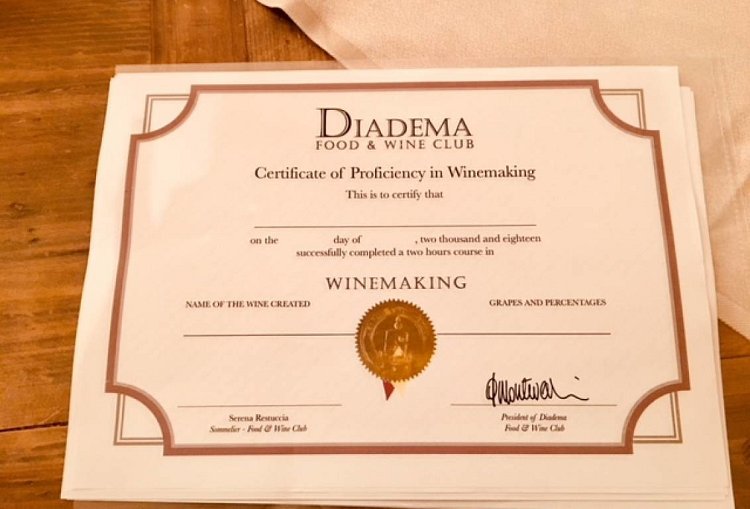 DIADEMA
FOOD & WINE CLUB
Certificate of Proficiency in Winemaking
This is to certify that
on the day of , two thousand and eighteen
successfully completed a two hours course in
WINEMAKING
NAME OF THE WINE CREATED GRAPES AND PERCENTAGES
Serena Restuccia President of Diadema
Sommelier - Food & Wine Club Food & Wine Club